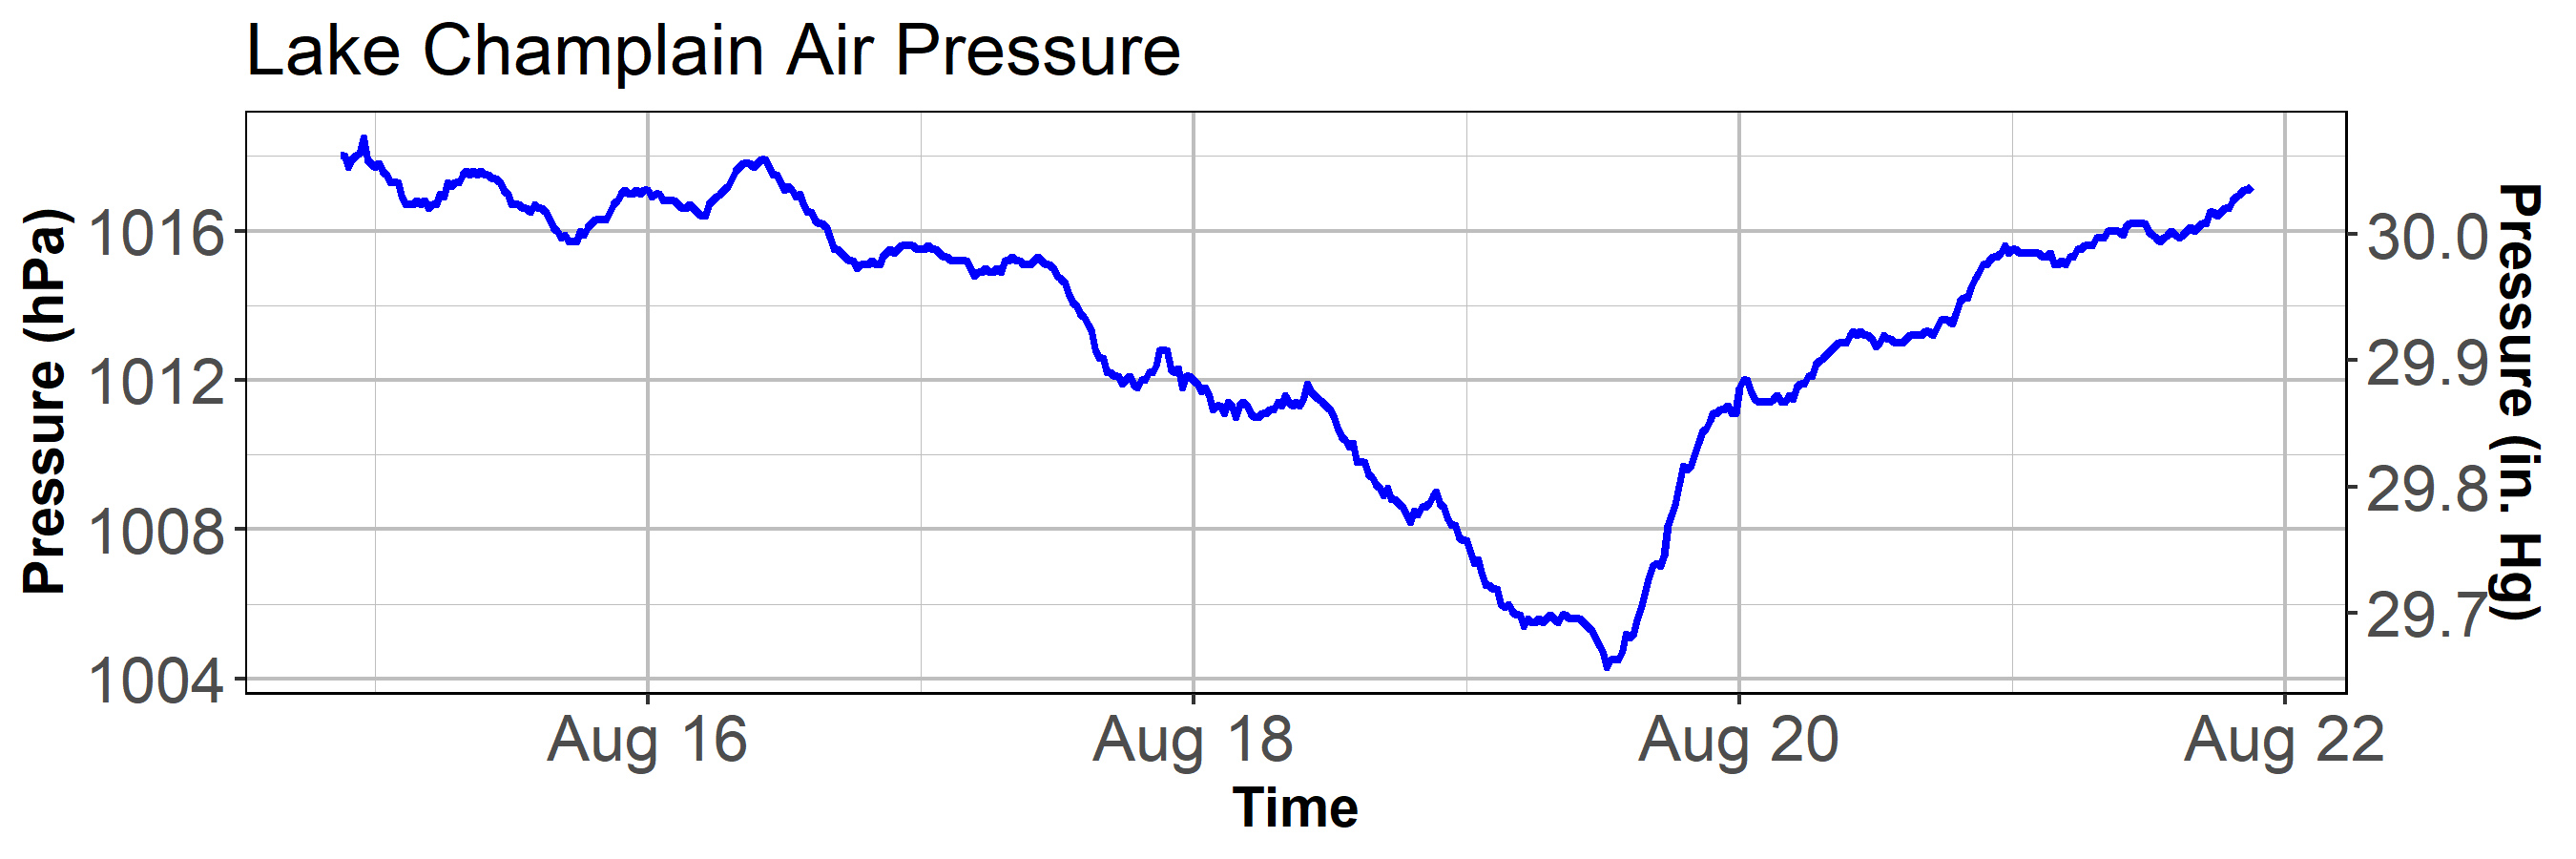 Lake Champlain Air Pressure
Pressure (hPa)
1016
1012
1008
1004
30.0
29.9
29.8
29.7
Pressure (in. Hg)
Aug 16 Aug 18 Aug 20 Aug 22
Time